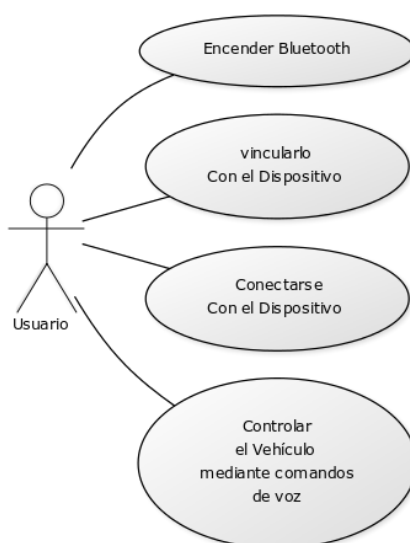 Encender Bluetooth
vincularlo
Con el Dispositivo
Conectarse
Con el Dispositivo
Usuario
Controlar
el Vehículo
mediante comandos
de voz